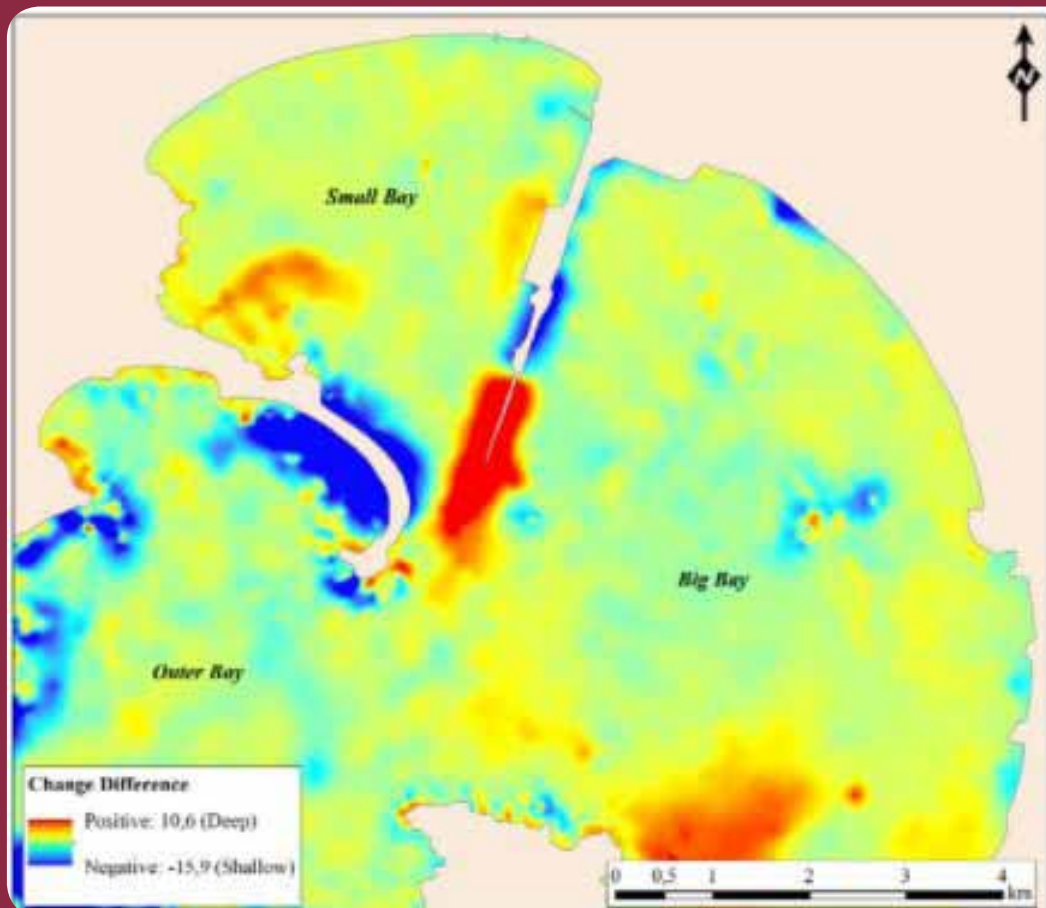 N
Small Bay
Big Bay
Outer Bay
Change Difference
Positive: 10,6 (Deep)
Negative: -15,9 (Shallow)
0 0,5 1 2 3 4
km